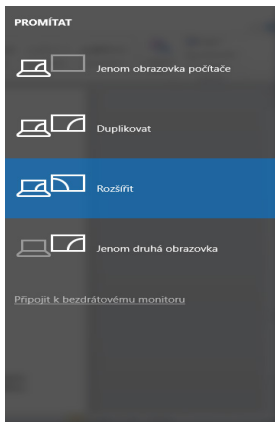 PROMÍTAT
Jenom obrazovka počítače
Duplikovat
Rozšířit
Jenom druhá obrazovka
Připojit k bezdrátovému monitoru